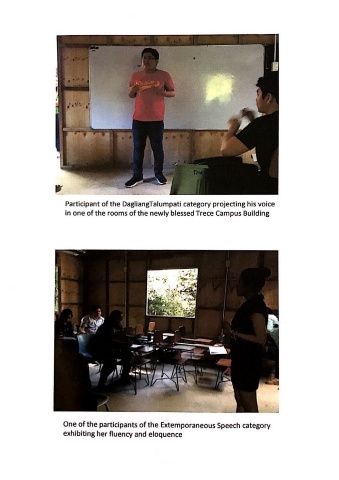 Participant of the DagliangTalumpati category projecting his voice
in one of the rooms of the newly blessed Trece Campus Building
One of the participants of the Extemporaneous Speech category
exhibiting her fluency and eloquence